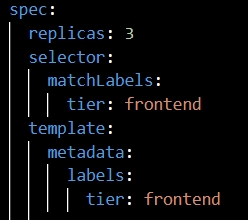 spec:
  replicas: 3
  selector:
    matchLabels:
      tier: frontend
  template:
    metadata:
      labels:
        tier: frontend